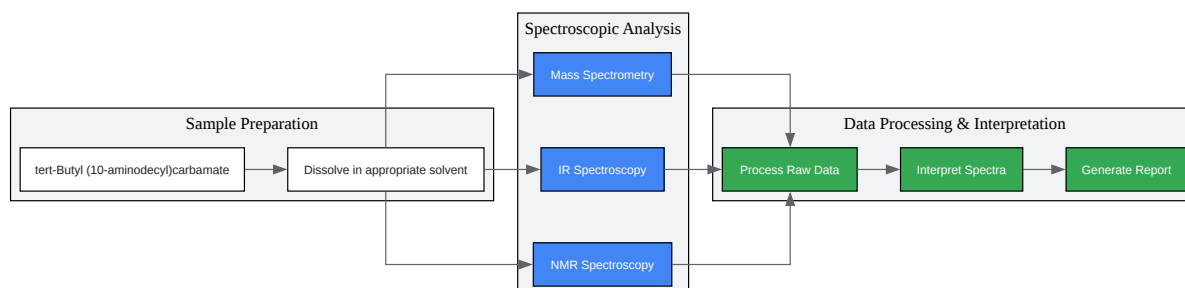 Spectroscopic Analysis
Mass Spectrometry
Sample Preparation
Data Processing & Interpretation
tert-Butyl (10-aminodecyl)carbamate
Dissolve in appropriate solvent
IR Spectroscopy
Process Raw Data
Interpret Spectra
Generate Report
NMR Spectroscopy